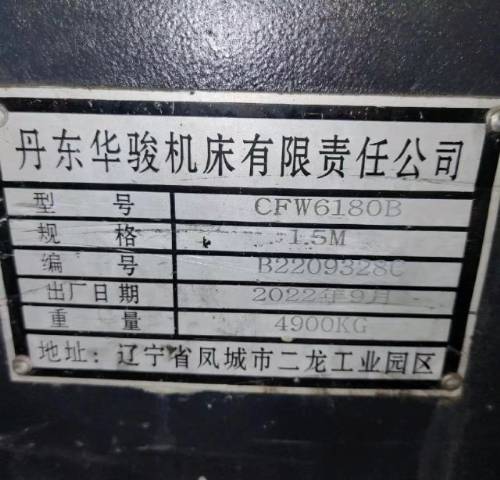 丹东华骏机床有限责任公司
型 号 CFW6180B
规 格 1.5M
编 号 B2209328C
出厂日期 2022年9月
重 量 4900KG
地址: 辽宁省凤城市二龙工业园区